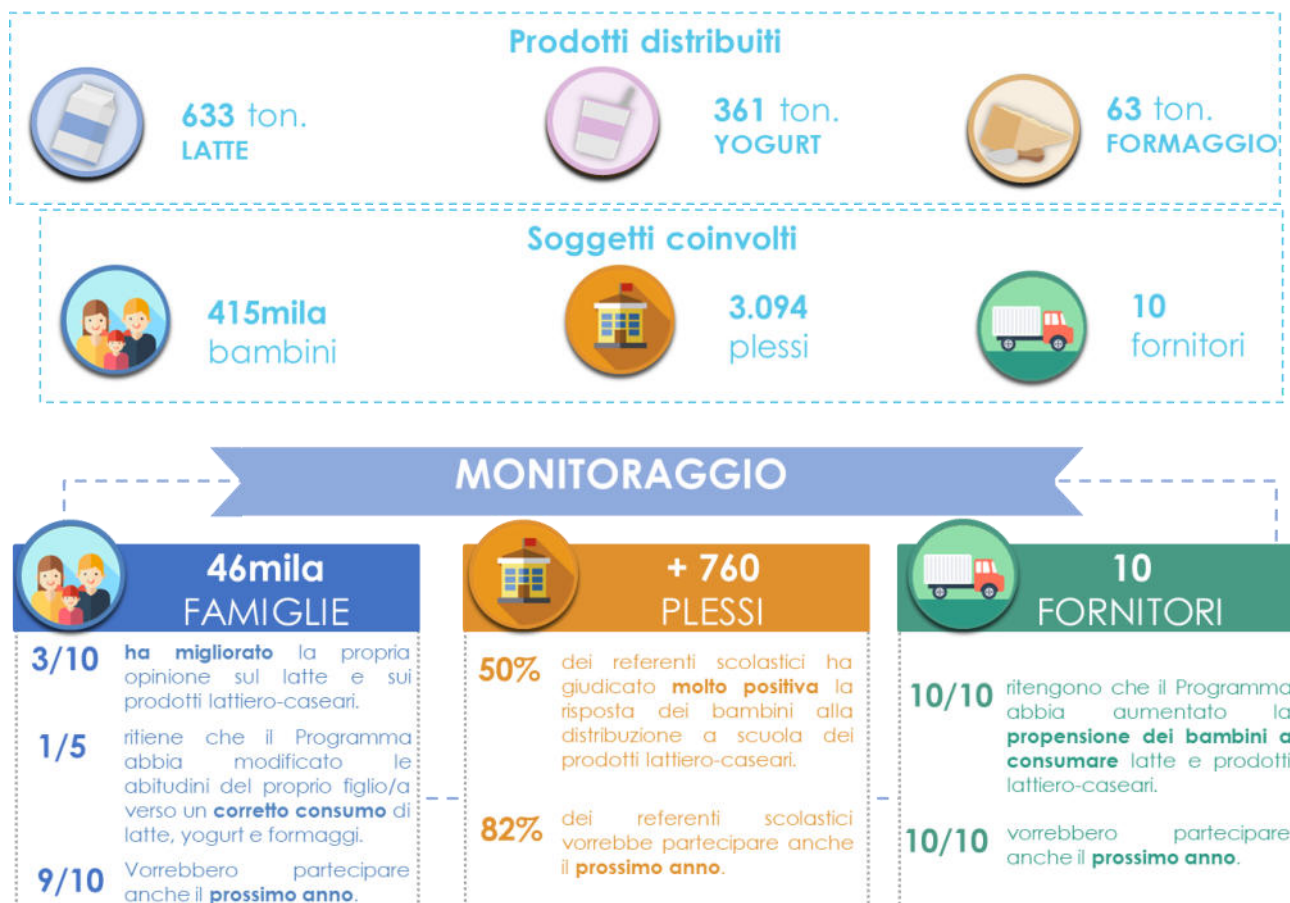 Prodotti distribuiti
633 ton.
LATTE
361 ton.
YOGURT
63 ton.
FORMAGGIO
Soggetti coinvolti
415mila
bambini
3.094
plessi
10
fornitori
MONITORAGGIO
46mila
FAMIGLIE
3/10 ha migliorato la propria
opinione sul latte e sui
prodotti lattiero-caseari.
1/5 ritiene che il Programma
abbia modificato le
abitudini del proprio figlio/a
verso un corretto consumo di
latte, yogurt e formaggi.
9/10 Vorrebbero partecipare
anche il prossimo anno.
+ 760
PLESSI
50% dei referenti scolastici ha
giudicato molto positiva la
risposta dei bambini alla
distribuzione a scuola dei
prodotti lattiero-caseari.
82% dei referenti scolastici
vorrebbe partecipare anche
il prossimo anno.
10
FORNITORI
10/10 ritengono che il Programma
abbia aumentato la
propensione dei bambini a
consumare latte e prodotti
lattiero-caseari.
10/10 vorrebbero partecipare
anche il prossimo anno.